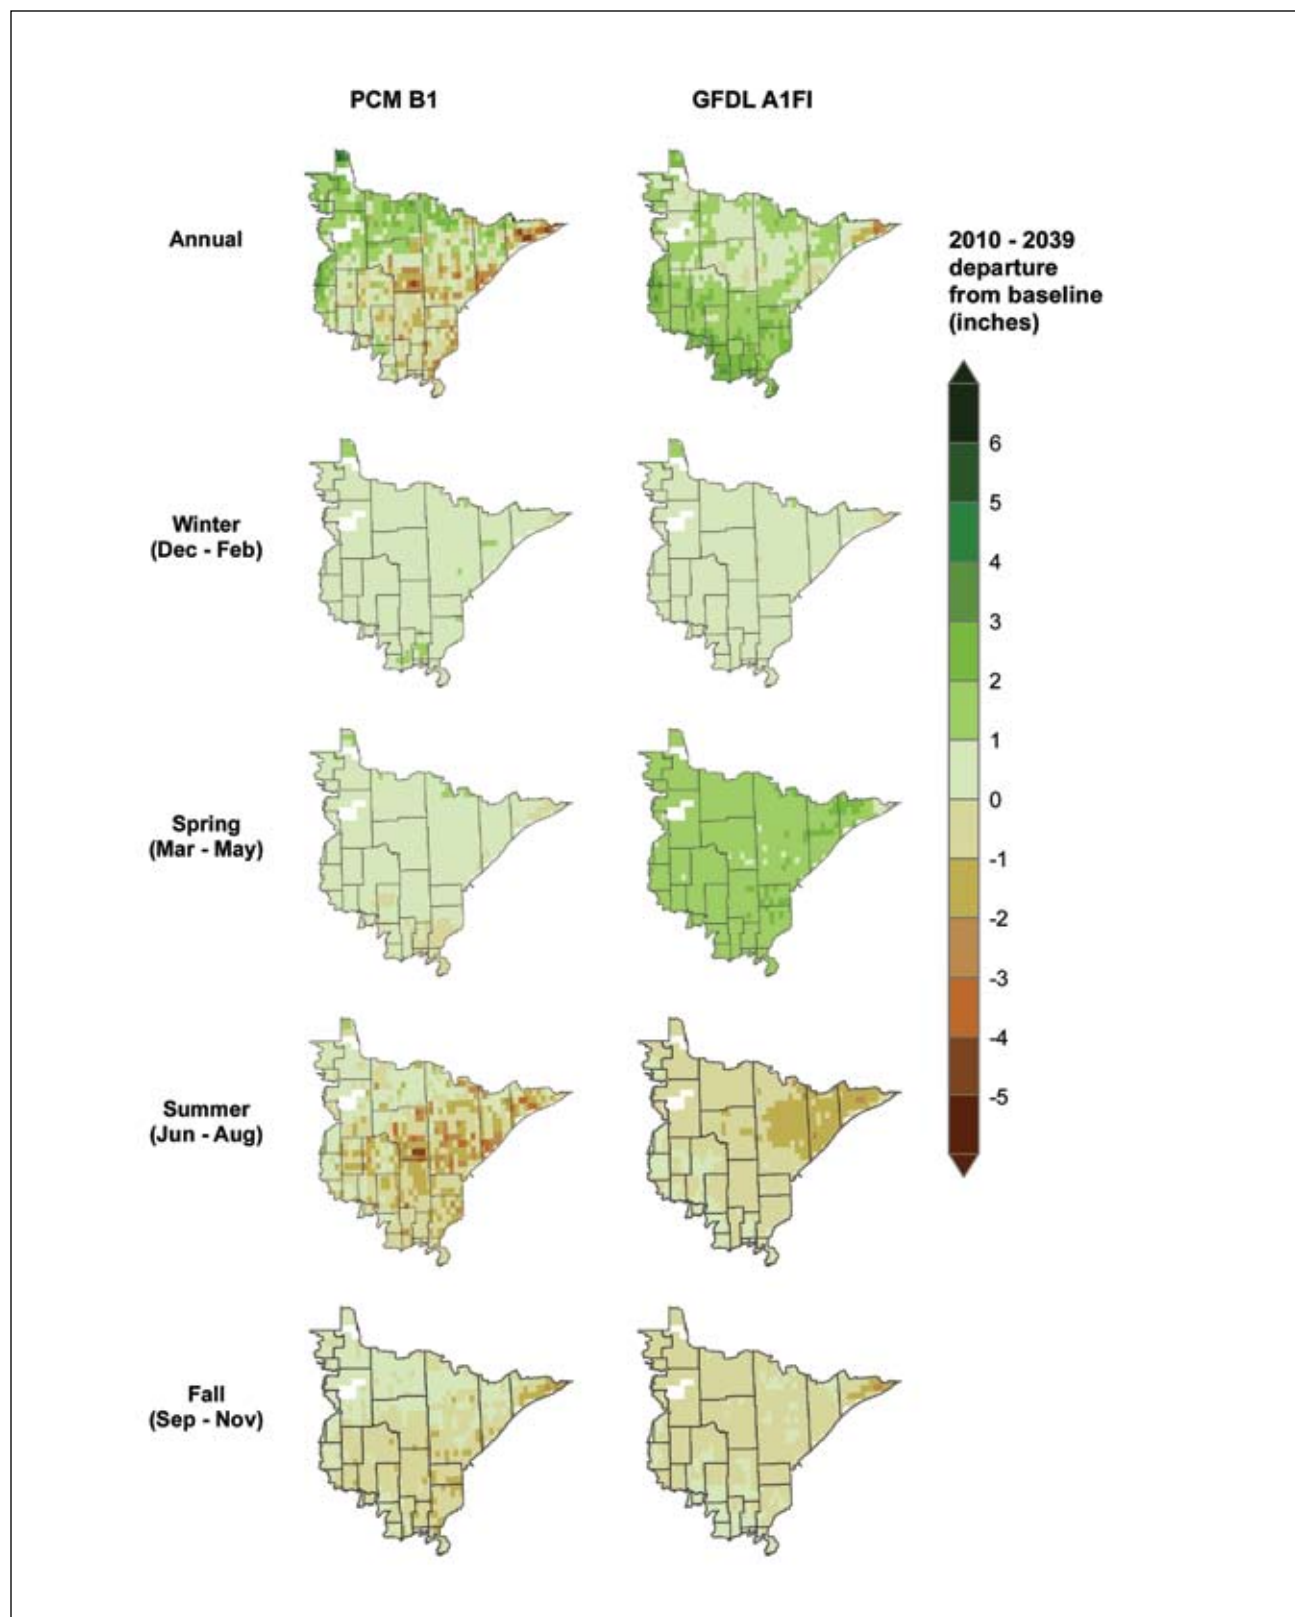 PCM B1
GFDL A1FI
Annual
2010 - 2039
departure
from baseline
(inches)
6
5
4
3
2
1
0
-1
-2
-3
-4
-5
Winter
(Dec - Feb)
Spring
(Mar - May)
Summer
(Jun - Aug)
Fall
(Sep - Nov)